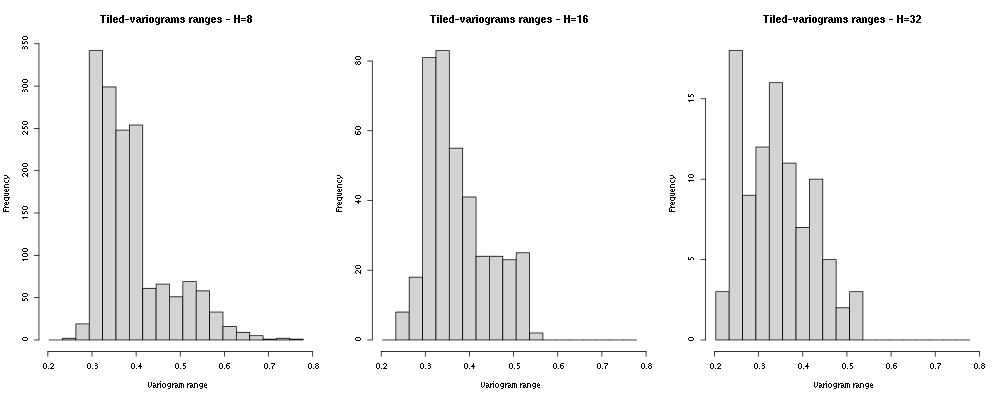 Tiled-variograms ranges - H=8
Frequency
0
50
100
150
200
250
300
350
0.2 0.3 0.4 0.5 0.6 0.7 0.8
Variogram range
Tiled-variograms ranges - H=16
Frequency
0
20
40
60
80
0.2 0.3 0.4 0.5 0.6 0.7 0.8
Variogram range
Tiled-variograms ranges - H=32
Frequency
0
5
10
15
0.2 0.3 0.4 0.5 0.6 0.7 0.8
Variogram range